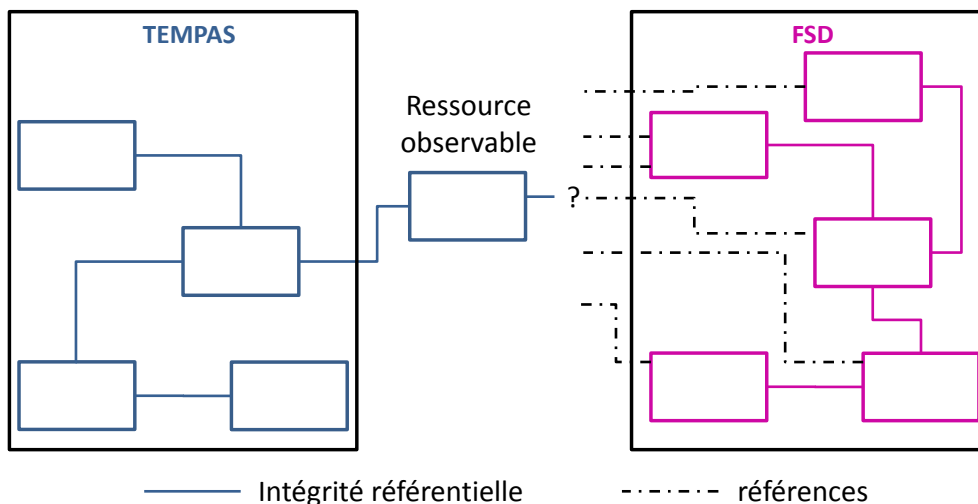 TEMPAS
FSD
Ressource
observable
?
Intégrité référentielle
références